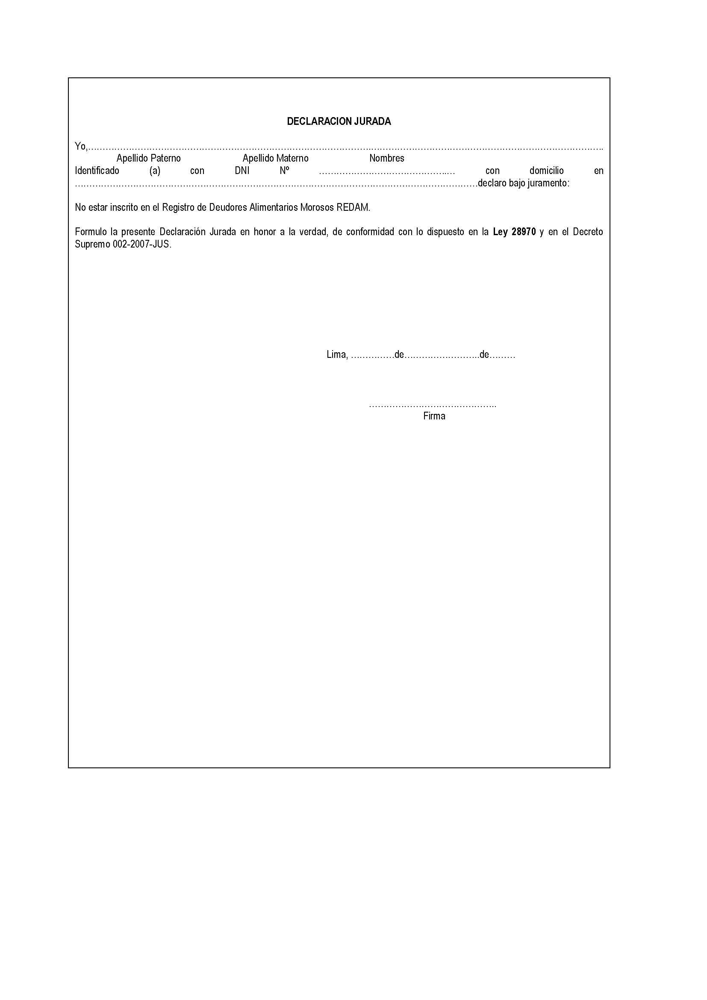 DECLARACION JURADA
Yo,……………………………………………………………………………………………………………………………………………………………..
Apellido Paterno Apellido Materno Nombres
Identificado (a) con DNI Nº ……………………………………..… con domicilio en
…………………………………………………………………………………………………………………………declaro bajo juramento:
No estar inscrito en el Registro de Deudores Alimentarios Morosos REDAM.
Formulo la presente Declaración Jurada en honor a la verdad, de conformidad con lo dispuesto en la Ley 28970 y en el Decreto
Supremo 002-2007-JUS.
Lima, ……………de……………………..de………
……………………………………..
Firma